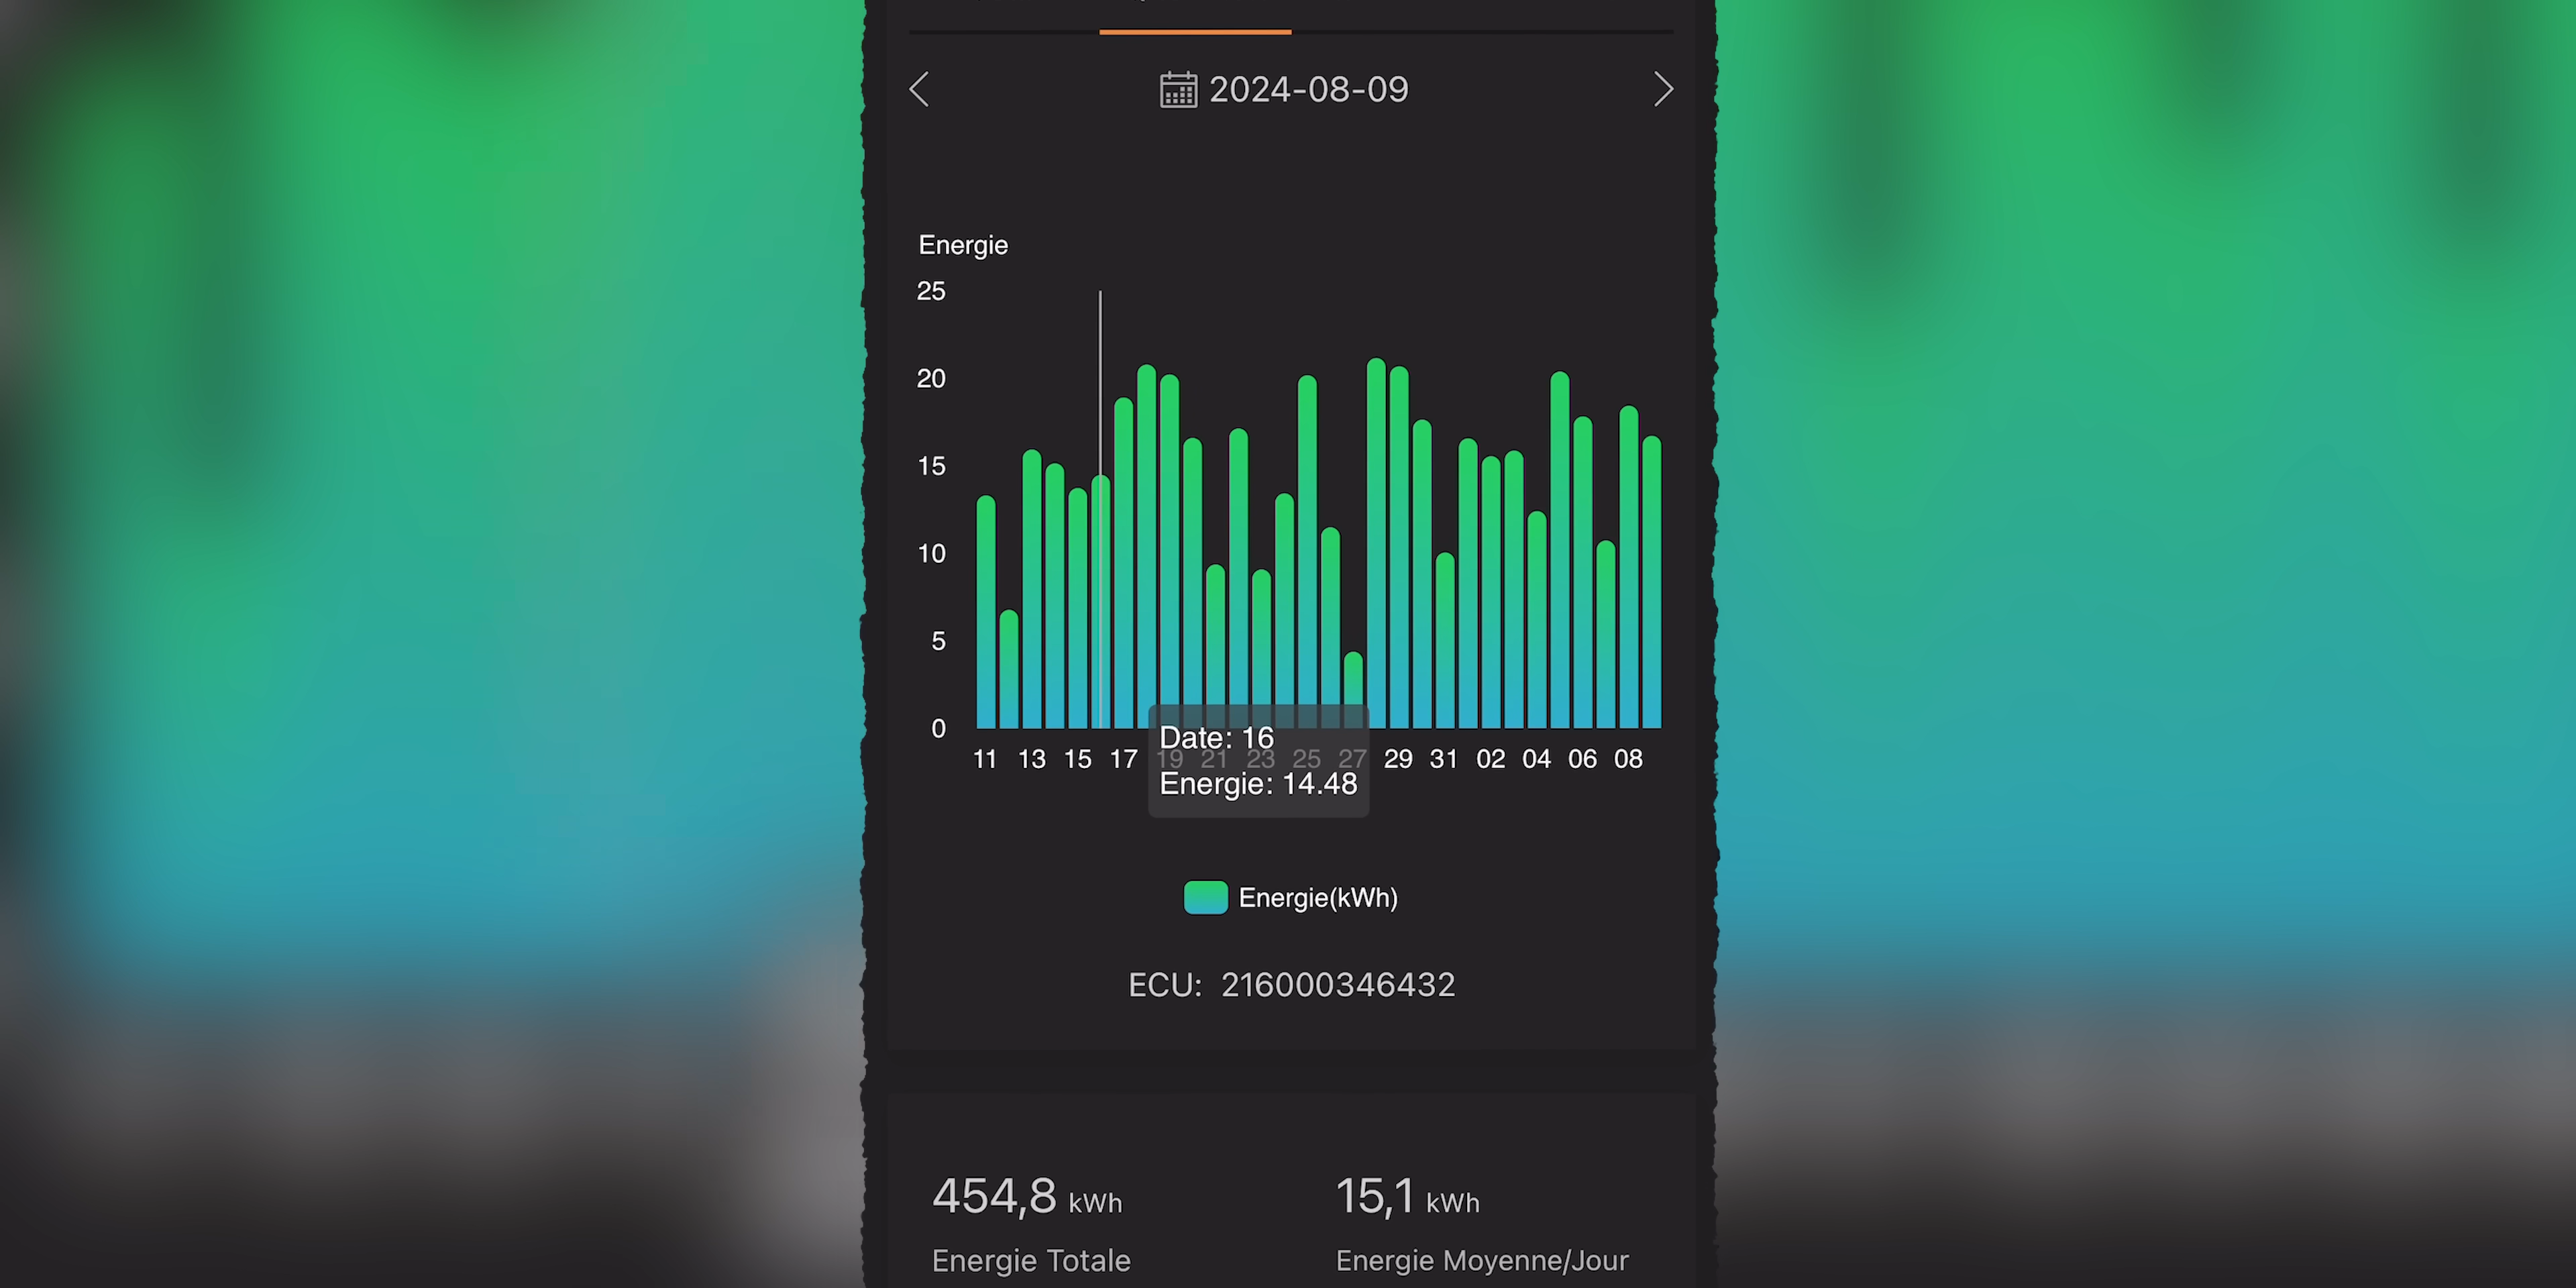 2024-08-09
Energie
25
20
15
10
5
0
11 13 15 17 19 21 23 25 27 29 31 02 04 06 08
Date: 16
Energie: 14.48
Energie(kWh)
ECU: 216000346432
454,8 kWh
Energie Totale
15,1 kWh
Energie Moyenne/Jour